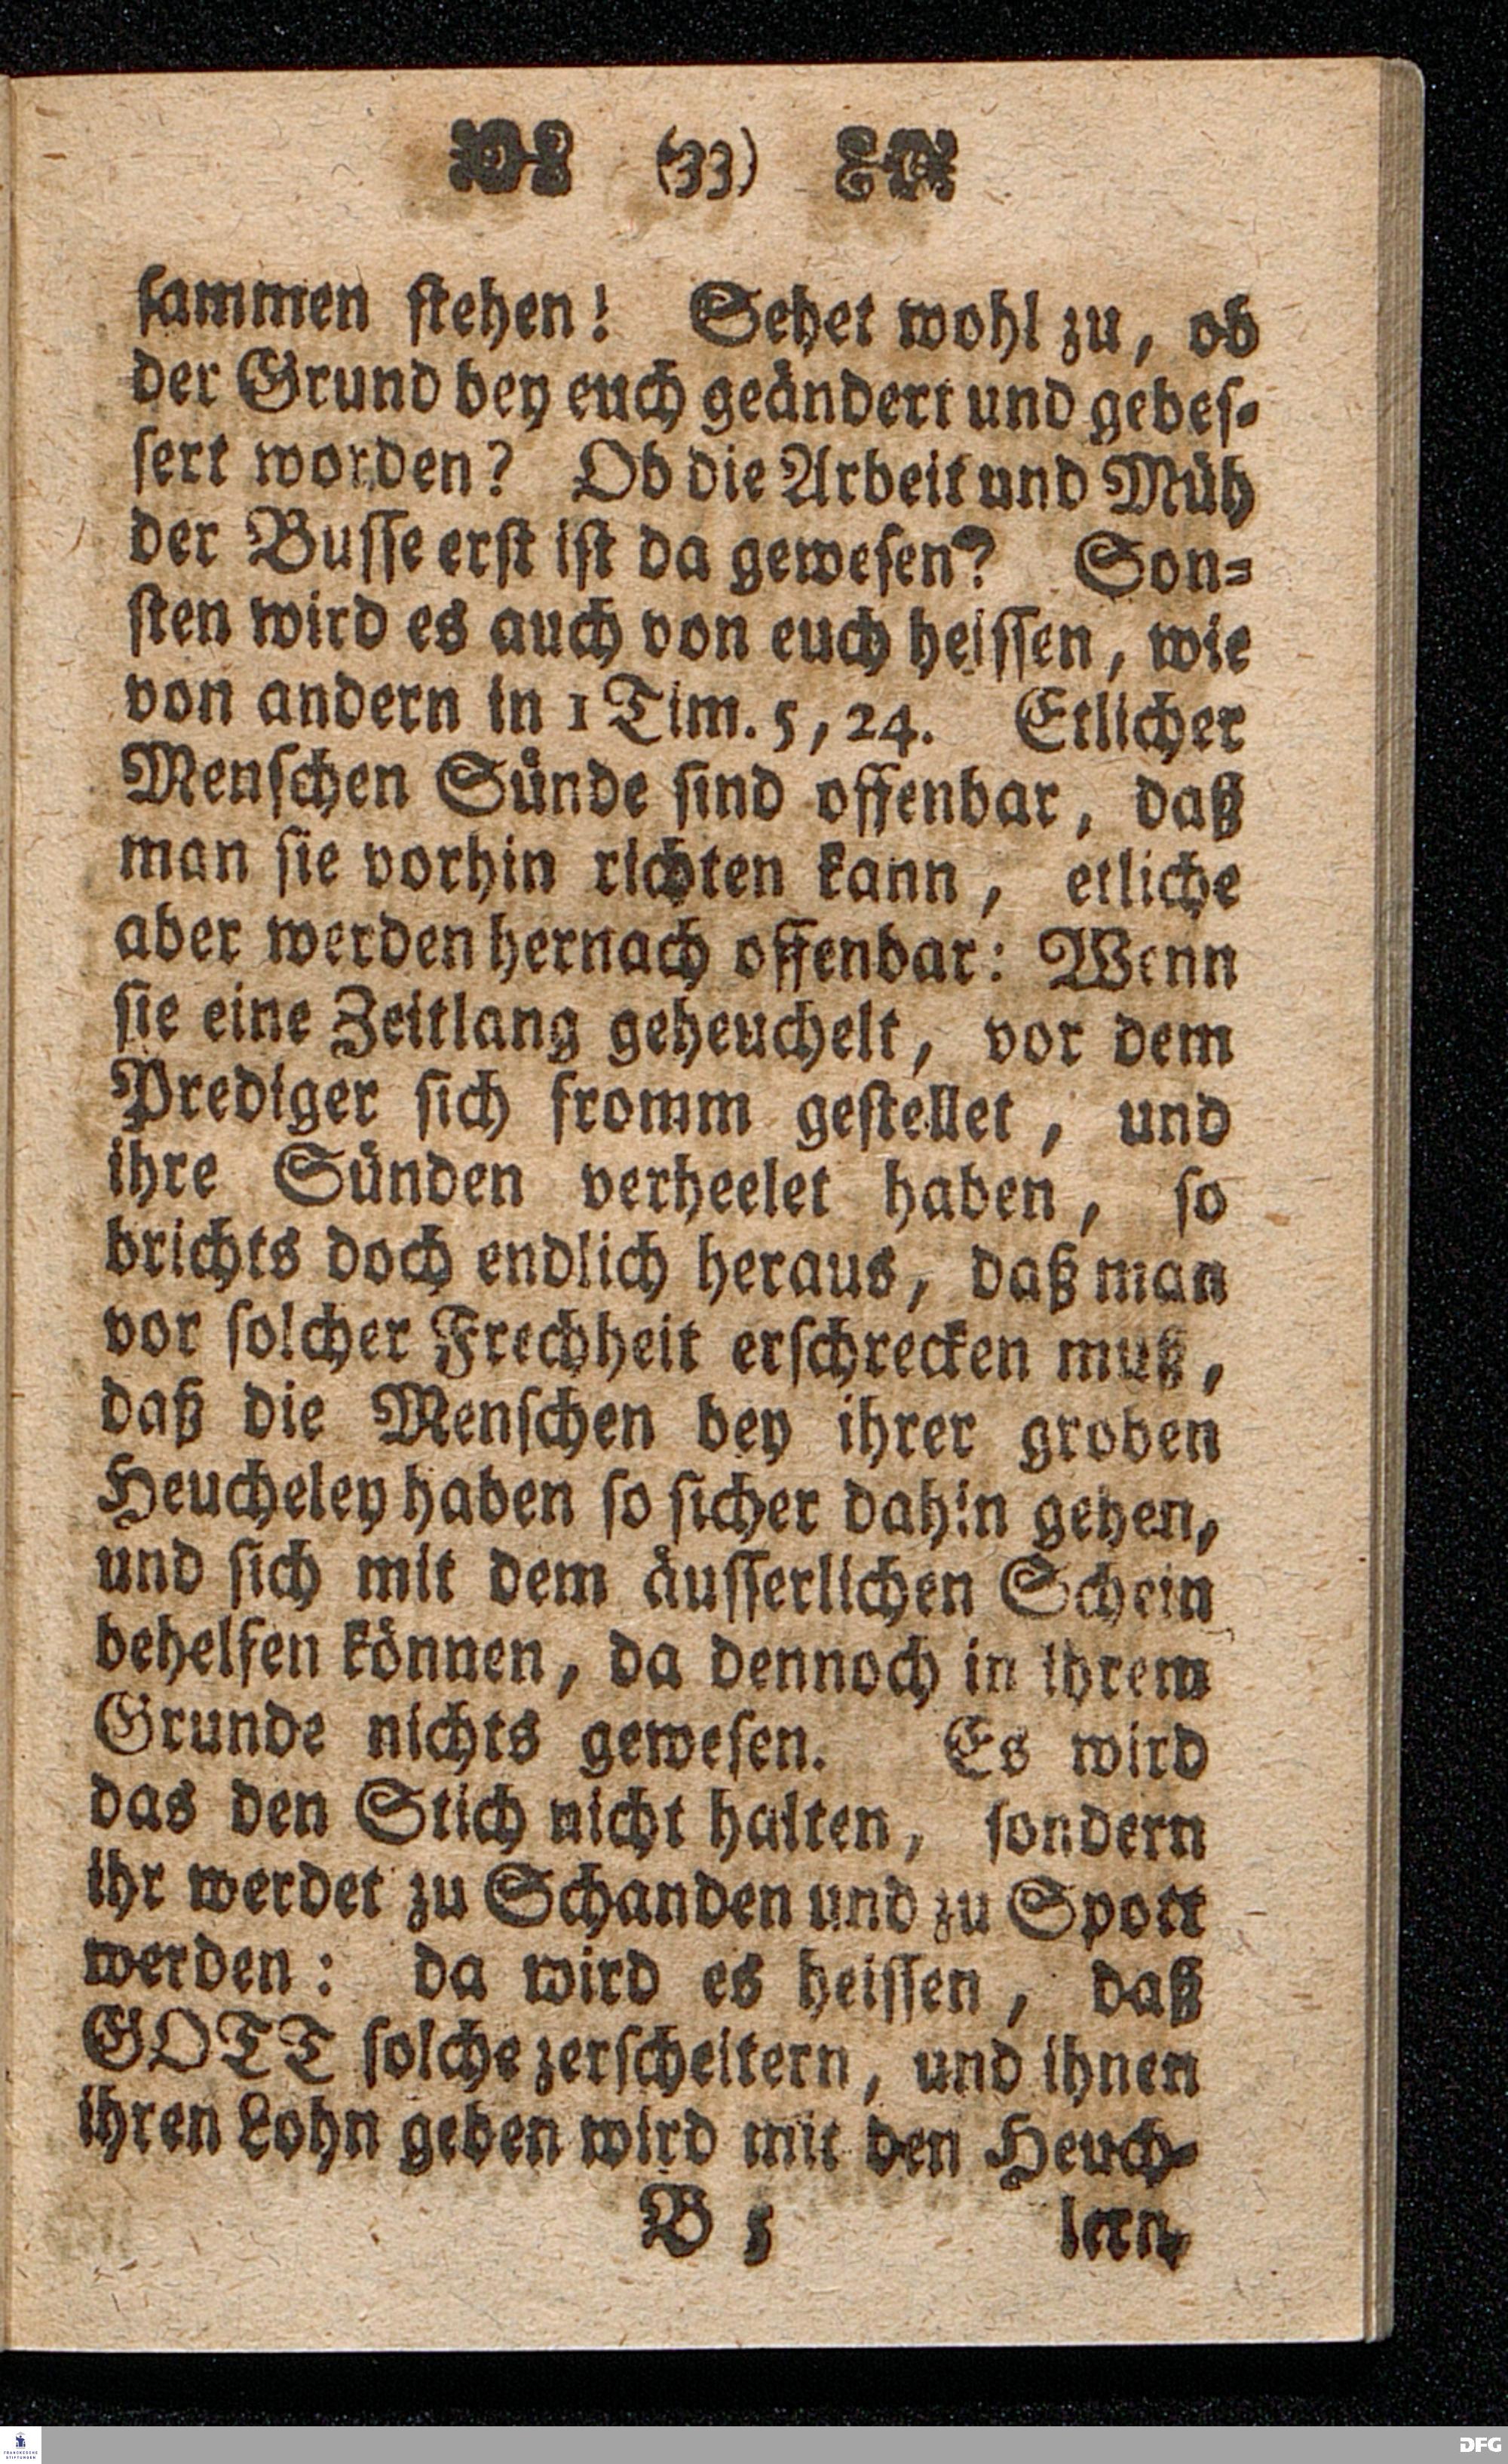 (33)
sammen stehen! Sehet wohl zu, ob
der Grund bey euch geändert und gebes-
sert worden? Ob die Arbeit und Müh
der Busse erst ist da gewesen? Son-
sten wird es auch von euch heissen, wie
von andern in 1 Tim. 5, 24. Etlicher
Menschen Sünde sind offenbar, daß
man sie vorhin richten kann, etliche
aber werden hernach offenbar: Wenn
sie eine Zeitlang geheuchelt, vor dem
Prediger sich fromm gestellet, und
ihre Sünden verheelet haben, so
brichts doch endlich heraus, daß man
vor solcher Frechheit erschrecken muß,
daß die Menschen bey ihrer groben
Heucheley haben so sicher dahin gehen,
und sich mit dem äusserlichen Schein
behelfen können, da dennoch in ihrem
Grunde nichts gewesen. Es wird
das den Stich nicht halten, sondern
ihr werdet zu Schanden und zu Spott
werden: da wird es heissen, daß
GOTT solche zerscheitern, und ihnen
ihren Lohn geben wird mit den Heuch-
B 5 lern,
FRANCKESCHE
STIFTUNGEN
DFG